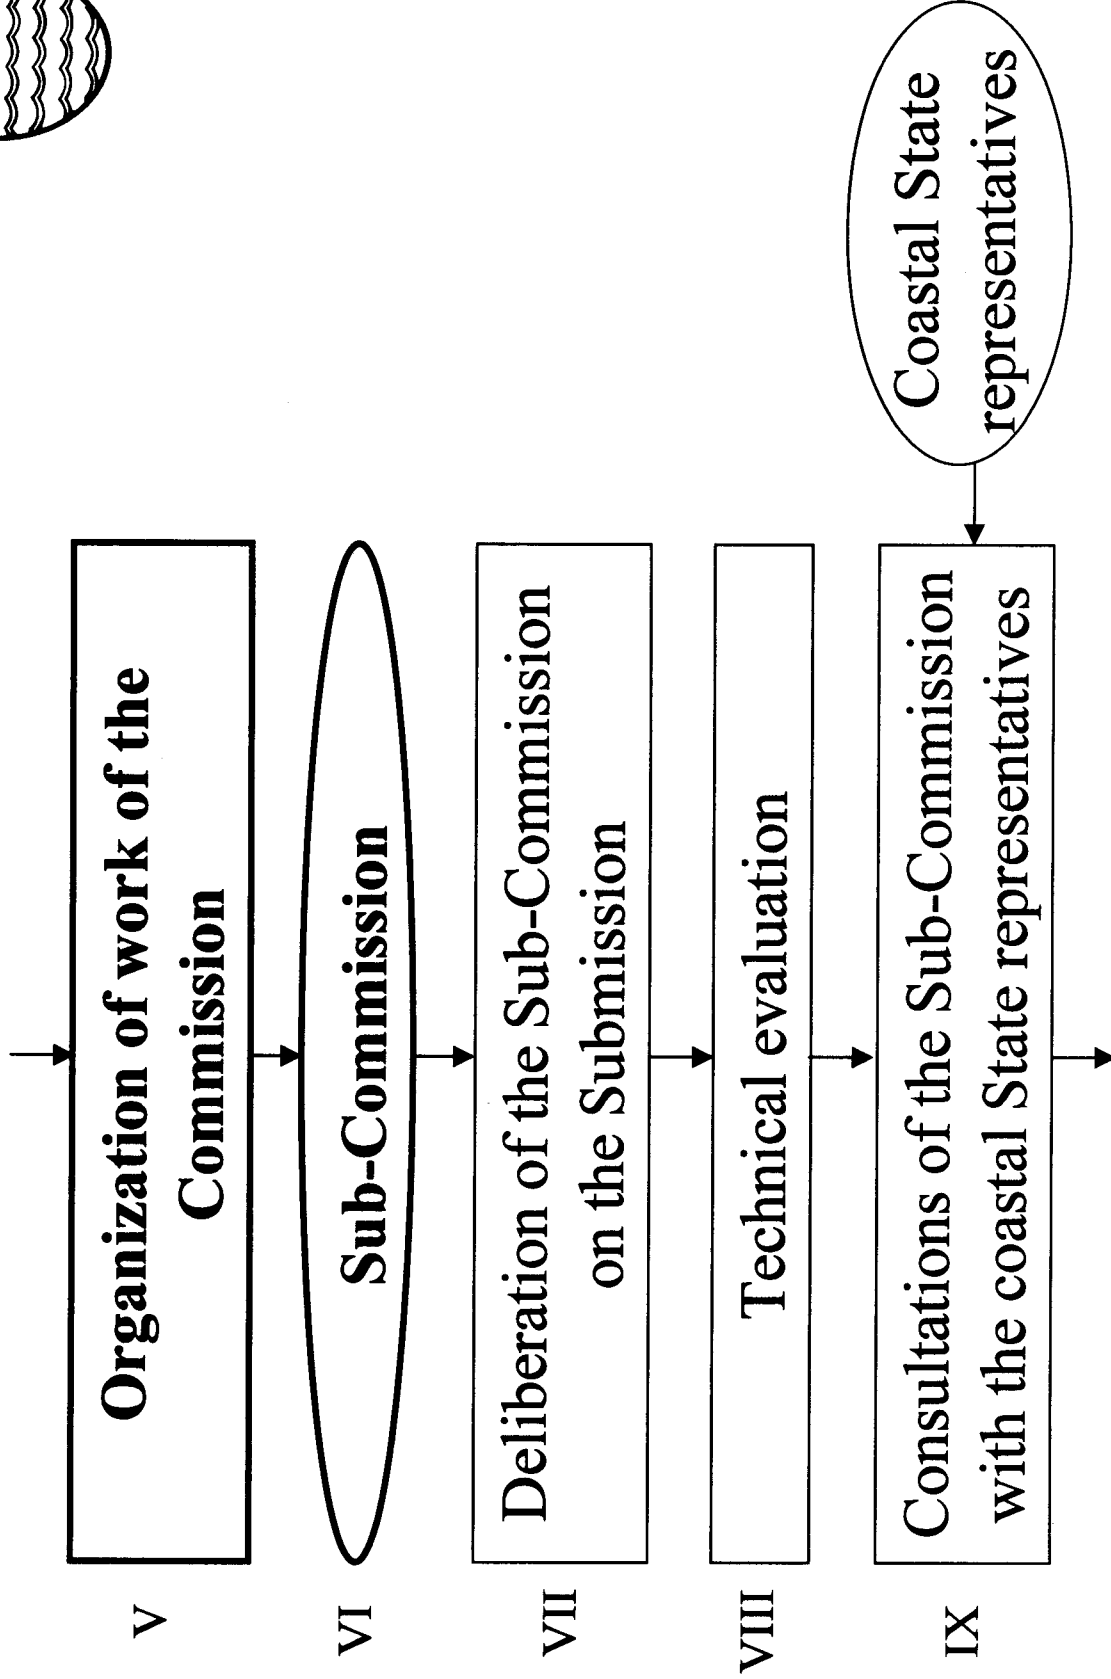 V
Organization of work of the
Commission
VI
Sub-Commission
VII
Deliberation of the Sub-Commission
on the Submission
VIII
Technical evaluation
IX
Consultations of the Sub-Commission
with the coastal State representatives
Coastal State
representatives